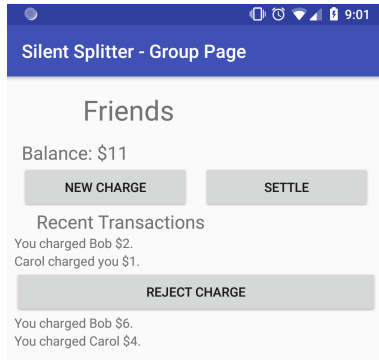 9:01
Silent Splitter - Group Page
Friends
Balance: $11
NEW CHARGE SETTLE
Recent Transactions
You charged Bob $2.
Carol charged you $1.
REJECT CHARGE
You charged Bob $6.
You charged Carol $4.